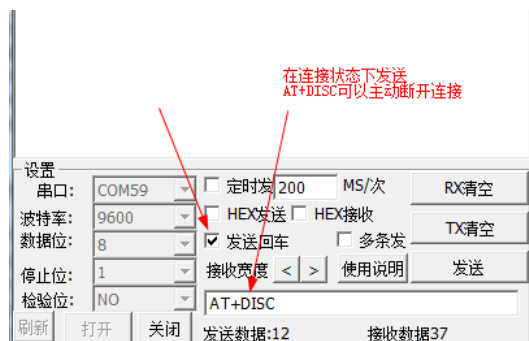 在连接状态下发送
AT+DISC可以主动断开连接
设置
串口: COM59 定时发 200 MS/次 RX清空
波特率: 9600 HEX发送 HEX接收 TX清空
数据位: 8 发送回车 多条发
停止位: 1 接收宽度 < > 使用说明 发送
检验位: NO AT+DISC
刷新 打开 关闭 发送数据:12 接收数据37